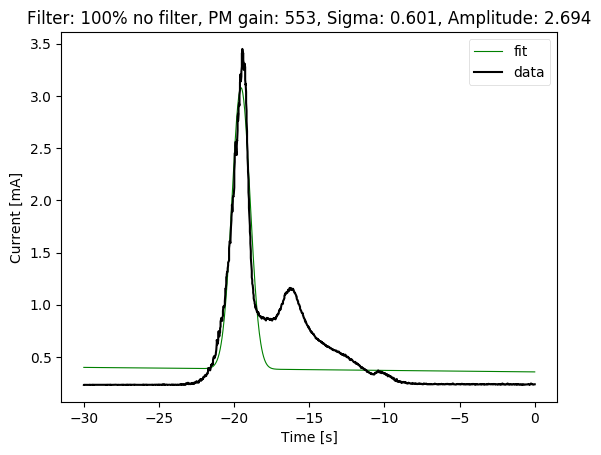 Filter: 100% no filter, PM gain: 553, Sigma: 0.601, Amplitude: 2.694
fit
data
3.5
3.0
2.5
2.0
1.5
1.0
0.5
Current [mA]
−30
−25
−20
−15
−10
−5
0
Time [s]